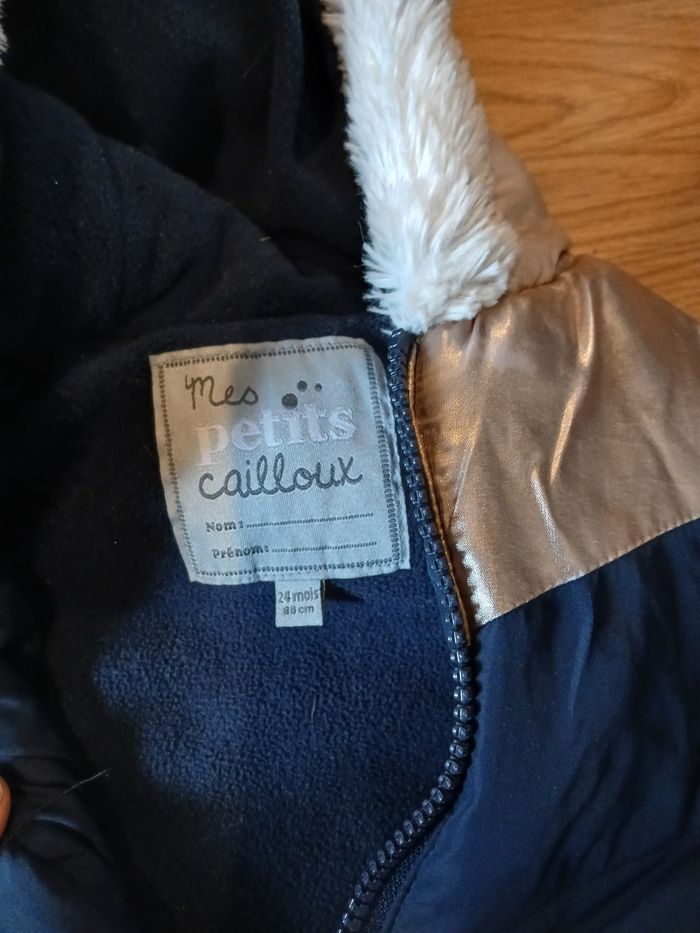 Mes
petits
cailloux
Nom :
Prénom :
24 mois
88 cm